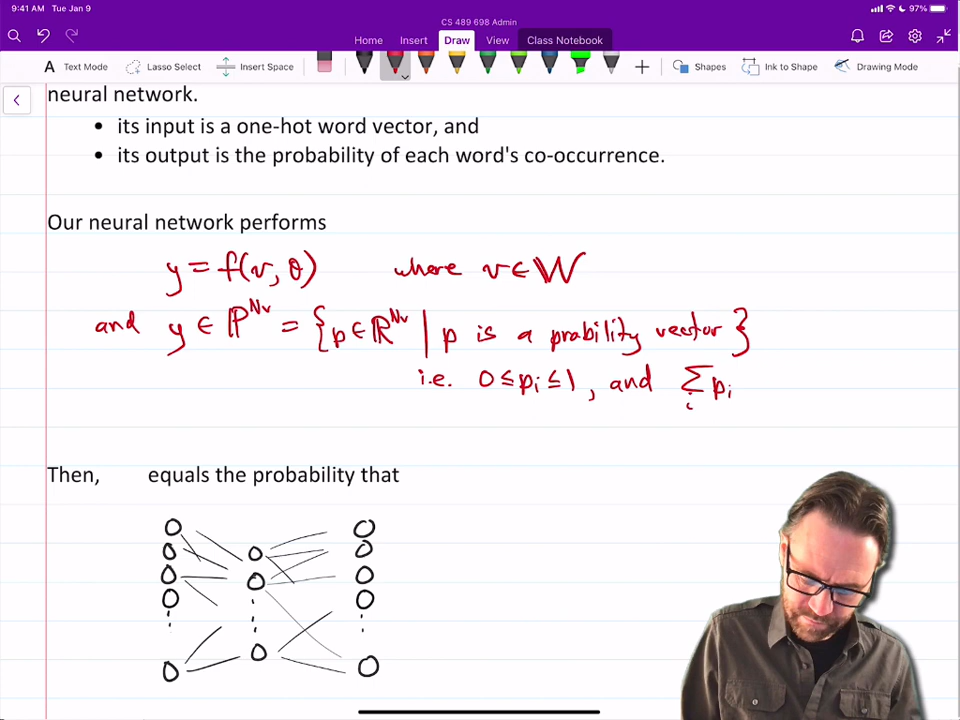 9:41 AM Tue Jan 9
97%
CS 489 698 Admin
Home Insert Draw View Class Notebook
A Text Mode Lasso Select Insert Space Shapes Ink to Shape Drawing Mode
neural network.
• its input is a one-hot word vector, and
• its output is the probability of each word's co-occurrence.
Our neural network performs
y = f(v, θ) where v ∈ W
and y ∈ ℙ^Nv = { p ∈ ℝ^Nv | p is a prability vector }
i.e. 0 ≤ pi ≤ 1, and Σi pi
Then, equals the probability that